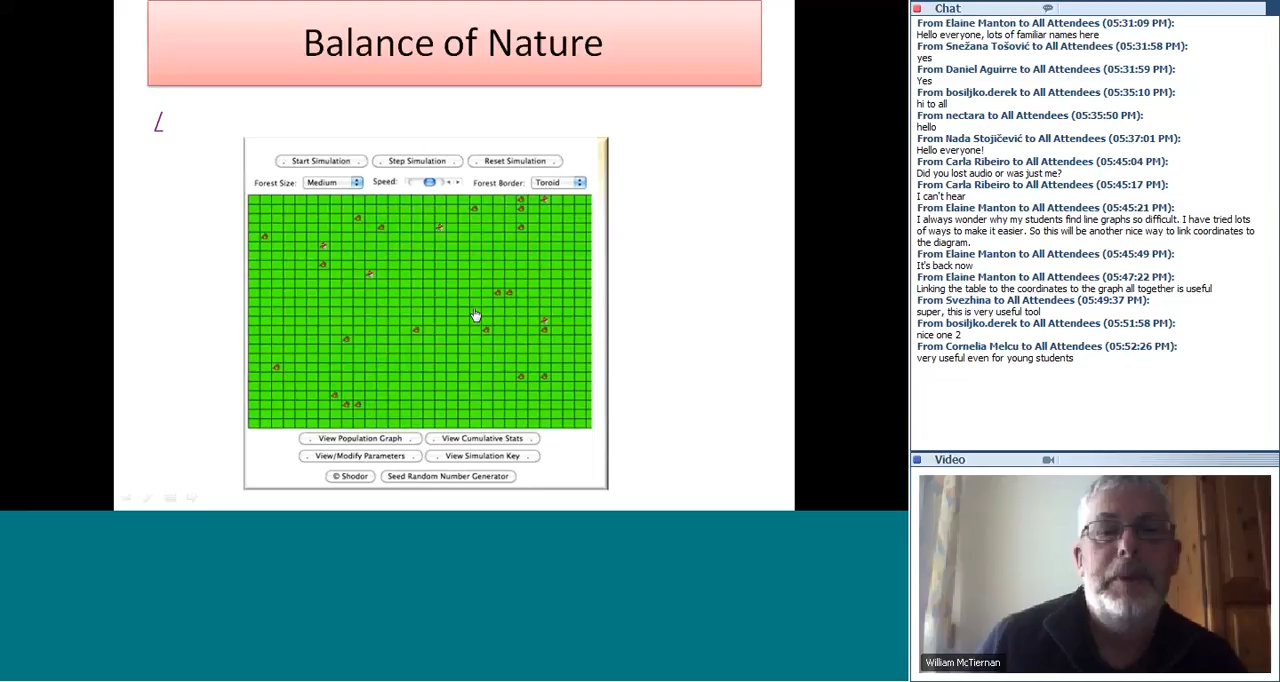 Balance of Nature
Start Simulation
Step Simulation
Reset Simulation
Forest Size: Medium
Speed:
Forest Border: Toroid
View Population Graph
View Cumulative Stats
View/Modify Parameters
View Simulation Key
© Shodor
Seed Random Number Generator
Chat
From Elaine Manton to All Attendees (05:31:09 PM):
Hello everyone, lots of familiar names here
From Snežana Tošović to All Attendees (05:31:58 PM):
yes
From Daniel Aguirre to All Attendees (05:31:59 PM):
Yes
From bosiljko.derek to All Attendees (05:35:10 PM):
hi to all
From nectara to All Attendees (05:35:50 PM):
hello
From Nada Stojičević to All Attendees (05:37:01 PM):
Hello everyone!
From Carla Ribeiro to All Attendees (05:45:04 PM):
Did you lost audio or was just me?
From Carla Ribeiro to All Attendees (05:45:17 PM):
I can't hear
From Elaine Manton to All Attendees (05:45:21 PM):
I always wonder why my students find line graphs so difficult. I have tried lots
of ways to make it easier. So this will be another nice way to link coordinates to
the diagram.
From Elaine Manton to All Attendees (05:45:49 PM):
It's back now
From Elaine Manton to All Attendees (05:47:22 PM):
Linking the table to the coordinates to the graph all together is useful
From Svezhina to All Attendees (05:49:37 PM):
super, this is very useful tool
From bosiljko.derek to All Attendees (05:51:58 PM):
nice one 2
From Cornelia Melcu to All Attendees (05:52:26 PM):
very useful even for young students
Video
William McTiernan